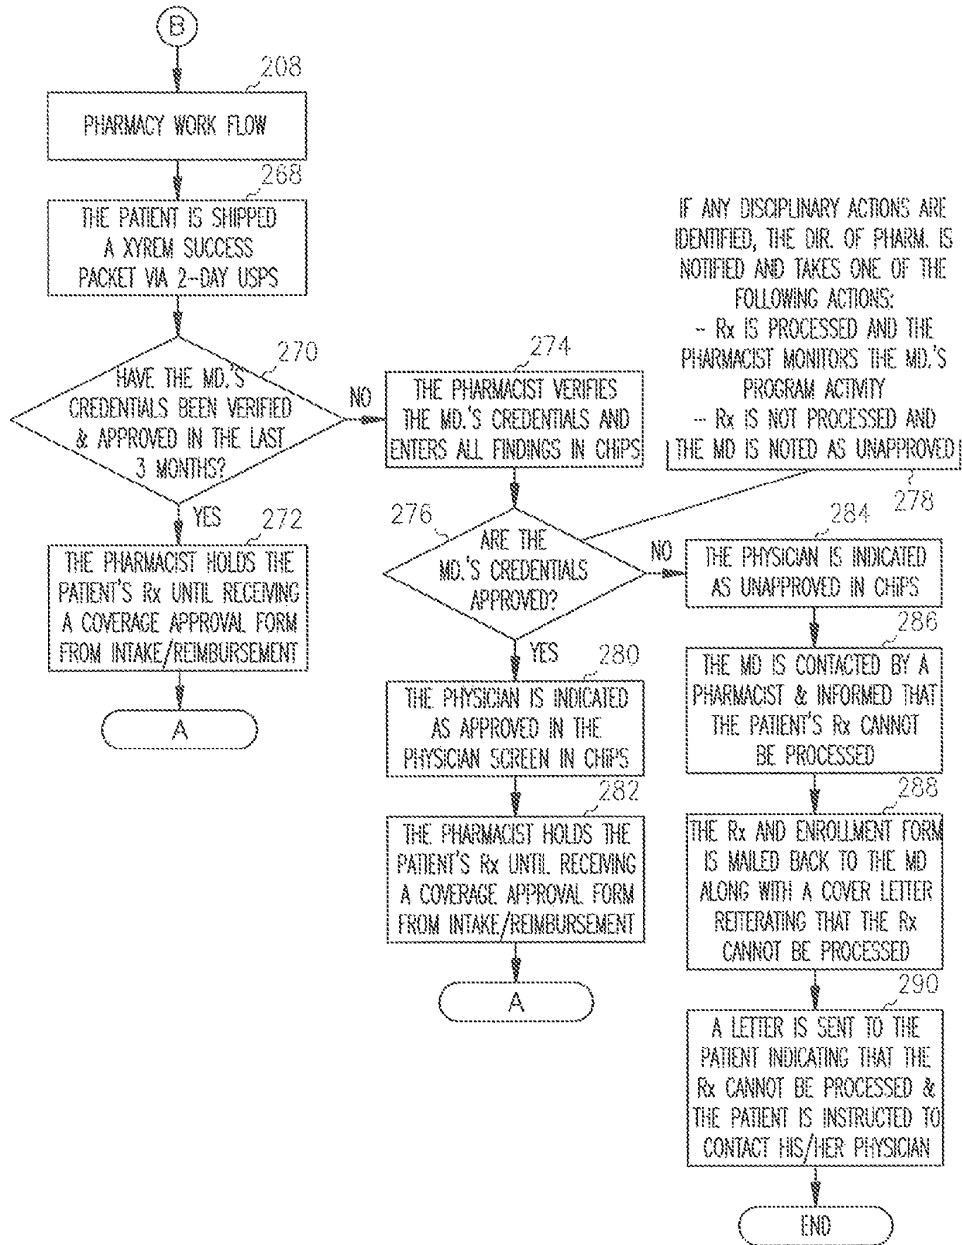 B
208
PHARMACY WORK FLOW
268
THE PATIENT IS SHIPPED
A XYREM SUCCESS
PACKET VIA 2-DAY USPS
270
HAVE THE MD.'S
CREDENTIALS BEEN VERIFIED
& APPROVED IN THE LAST
3 MONTHS?
NO
YES
272
THE PHARMACIST HOLDS THE
PATIENT'S Rx UNTIL RECEIVING
A COVERAGE APPROVAL FORM
FROM INTAKE/REIMBURSEMENT
A
274
THE PHARMACIST VERIFIES
THE MD.'S CREDENTIALS AND
ENTERS ALL FINDINGS IN CHiPS
IF ANY DISCIPLINARY ACTIONS ARE
IDENTIFIED, THE DIR. OF PHARM. IS
NOTIFIED AND TAKES ONE OF THE
FOLLOWING ACTIONS:
-- Rx IS PROCESSED AND THE
PHARMACIST MONITORS THE MD.'S
PROGRAM ACTIVITY
-- Rx IS NOT PROCESSED AND
THE MD IS NOTED AS UNAPPROVED
278
276
ARE THE
MD.'S CREDENTIALS
APPROVED?
NO
YES
280
THE PHYSICIAN IS INDICATED
AS APPROVED IN THE
PHYSICIAN SCREEN IN CHiPS
282
THE PHARMACIST HOLDS THE
PATIENT'S Rx UNTIL RECEIVING
A COVERAGE APPROVAL FORM
FROM INTAKE/REIMBURSEMENT
A
284
THE PHYSICIAN IS INDICATED
AS UNAPPROVED IN CHiPS
286
THE MD IS CONTACTED BY A
PHARMACIST & INFORMED THAT
THE PATIENT'S Rx CANNOT
BE PROCESSED
288
THE Rx AND ENROLLMENT FORM
IS MAILED BACK TO THE MD
ALONG WITH A COVER LETTER
REITERATING THAT THE Rx
CANNOT BE PROCESSED
290
A LETTER IS SENT TO THE
PATIENT INDICATING THAT THE
Rx CANNOT BE PROCESSED &
THE PATIENT IS INSTRUCTED TO
CONTACT HIS/HER PHYSICIAN
END